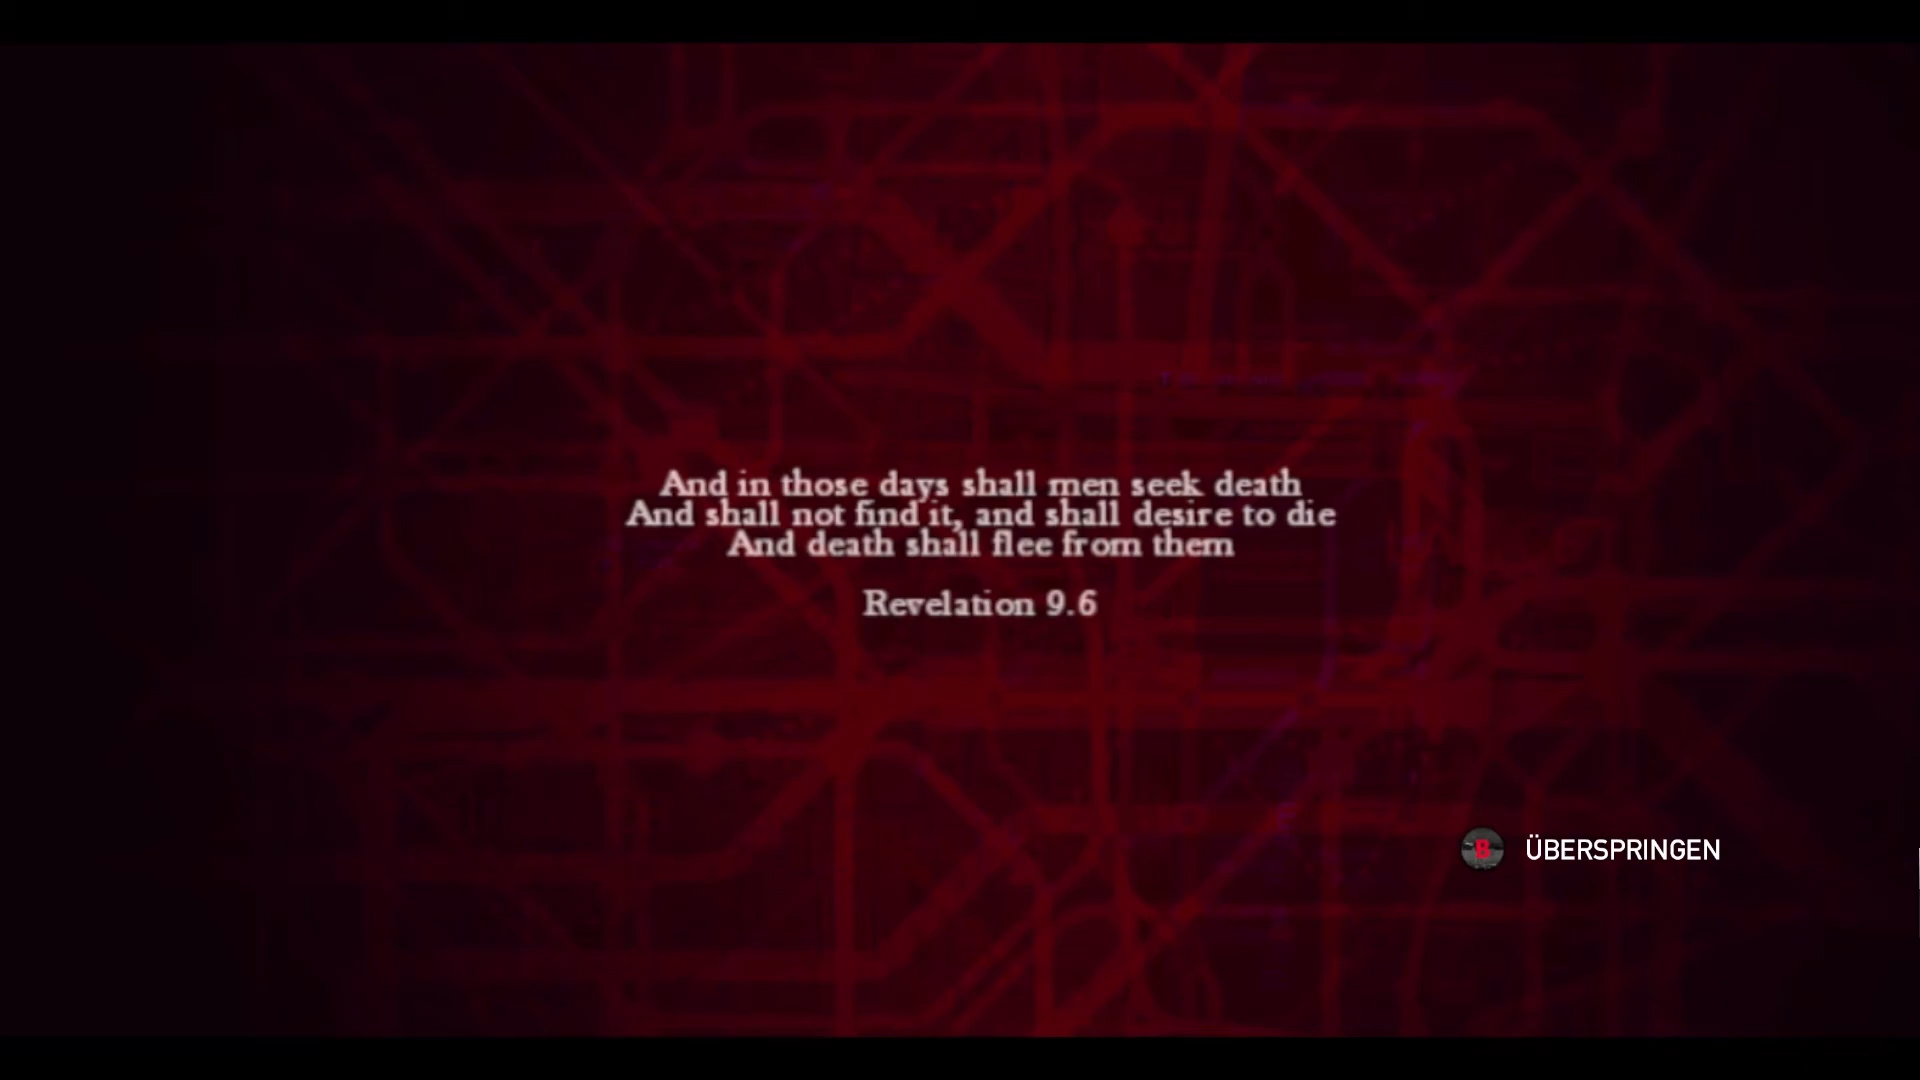 And in those days shall men seek death
And shall not find it, and shall desire to die
And death shall flee from them
Revelation 9.6
B ÜBERSPRINGEN